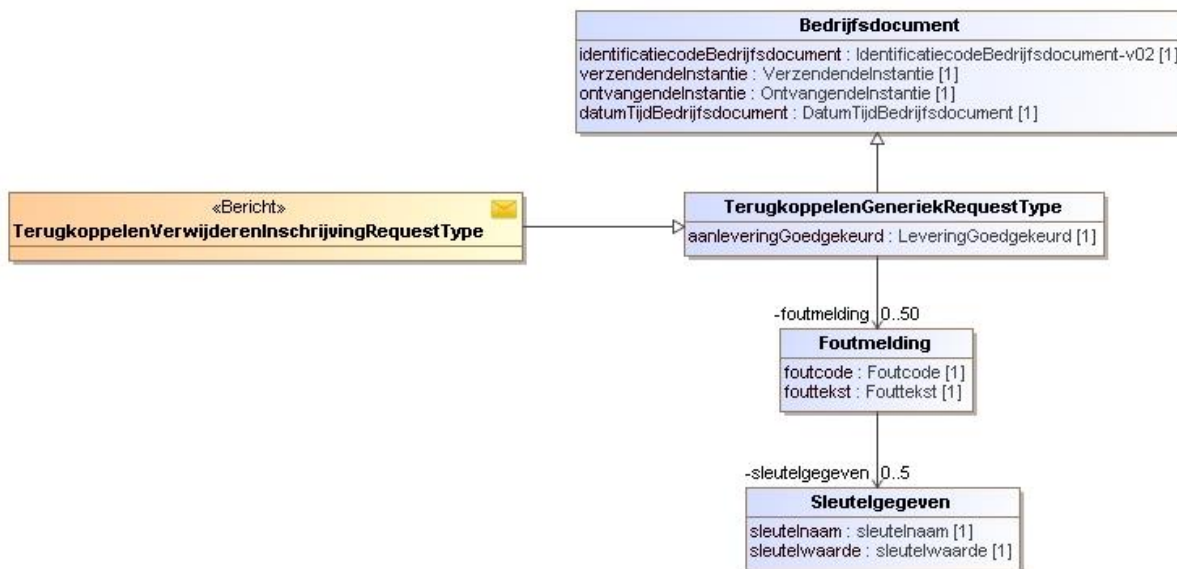 Bedrijfsdocument
identificatiecodeBedrijfsdocument : IdentificatiecodeBedrijfsdocument-v02 [1]
verzendendeInstantie : VerzendendeInstantie [1]
ontvangendeInstantie : OntvangendeInstantie [1]
datumTijdBedrijfsdocument : DatumTijdBedrijfsdocument [1]
«Bericht»
TerugkoppelenVerwijderenInschrijvingRequestType
TerugkoppelenGeneriekRequestType
aanleveringGoedgekeurd : LeveringGoedgekeurd [1]
-foutmelding 0..50
Foutmelding
foutcode : Foutcode [1]
fouttekst : Fouttekst [1]
-sleutelgegeven 0..5
Sleutelgegeven
sleutelnaam : sleutelnaam [1]
sleutelwaarde : sleutelwaarde [1]